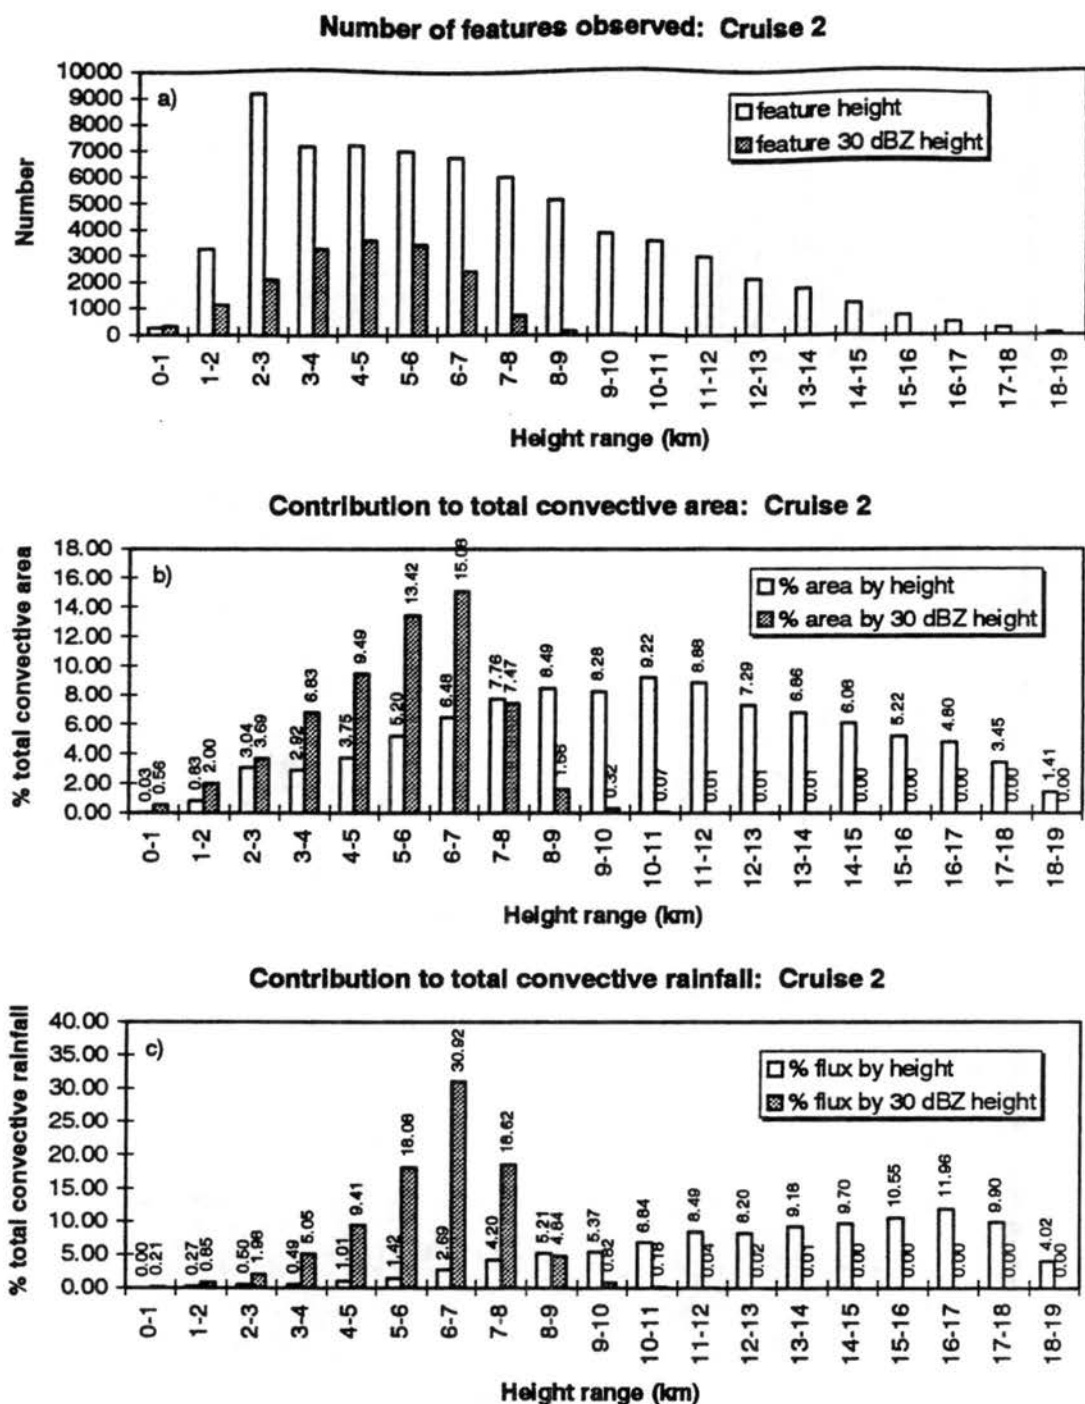 Number of features observed: Cruise 2
a)
feature height
feature 30 dBZ height
Number
10000
9000
8000
7000
6000
5000
4000
3000
2000
1000
0
0-1 1-2 2-3 3-4 4-5 5-6 6-7 7-8 8-9 9-10 10-11 11-12 12-13 13-14 14-15 15-16 16-17 17-18 18-19
Height range (km)
Contribution to total convective area: Cruise 2
b)
% area by height
% area by 30 dBZ height
% total convective area
18.00
16.00
14.00
12.00
10.00
8.00
6.00
4.00
2.00
0.00
0.03 0.56 0.83 2.00 3.04 3.69 2.92 6.83 3.75 9.49 5.20 13.42 6.48 15.08 7.76 7.47 8.49 1.66 8.28 0.32 9.22 0.07 8.88 0.01 7.29 0.01 6.86 0.01 6.08 0.00 5.22 0.00 4.80 0.00 3.45 0.00 1.41 0.00
0-1 1-2 2-3 3-4 4-5 5-6 6-7 7-8 8-9 9-10 10-11 11-12 12-13 13-14 14-15 15-16 16-17 17-18 18-19
Height range (km)
Contribution to total convective rainfall: Cruise 2
c)
% flux by height
% flux by 30 dBZ height
% total convective rainfall
40.00
35.00
30.00
25.00
20.00
15.00
10.00
5.00
0.00
0.00 0.21 0.27 0.85 0.50 1.98 0.49 5.05 1.01 9.41 1.42 18.08 2.69 30.92 4.20 18.62 5.21 4.84 5.37 0.82 6.84 0.18 8.49 0.04 8.20 0.02 9.18 0.01 9.70 0.00 10.55 0.00 11.96 0.00 9.90 0.00 4.02 0.00
0-1 1-2 2-3 3-4 4-5 5-6 6-7 7-8 8-9 9-10 10-11 11-12 12-13 13-14 14-15 15-16 16-17 17-18 18-19
Height range (km)